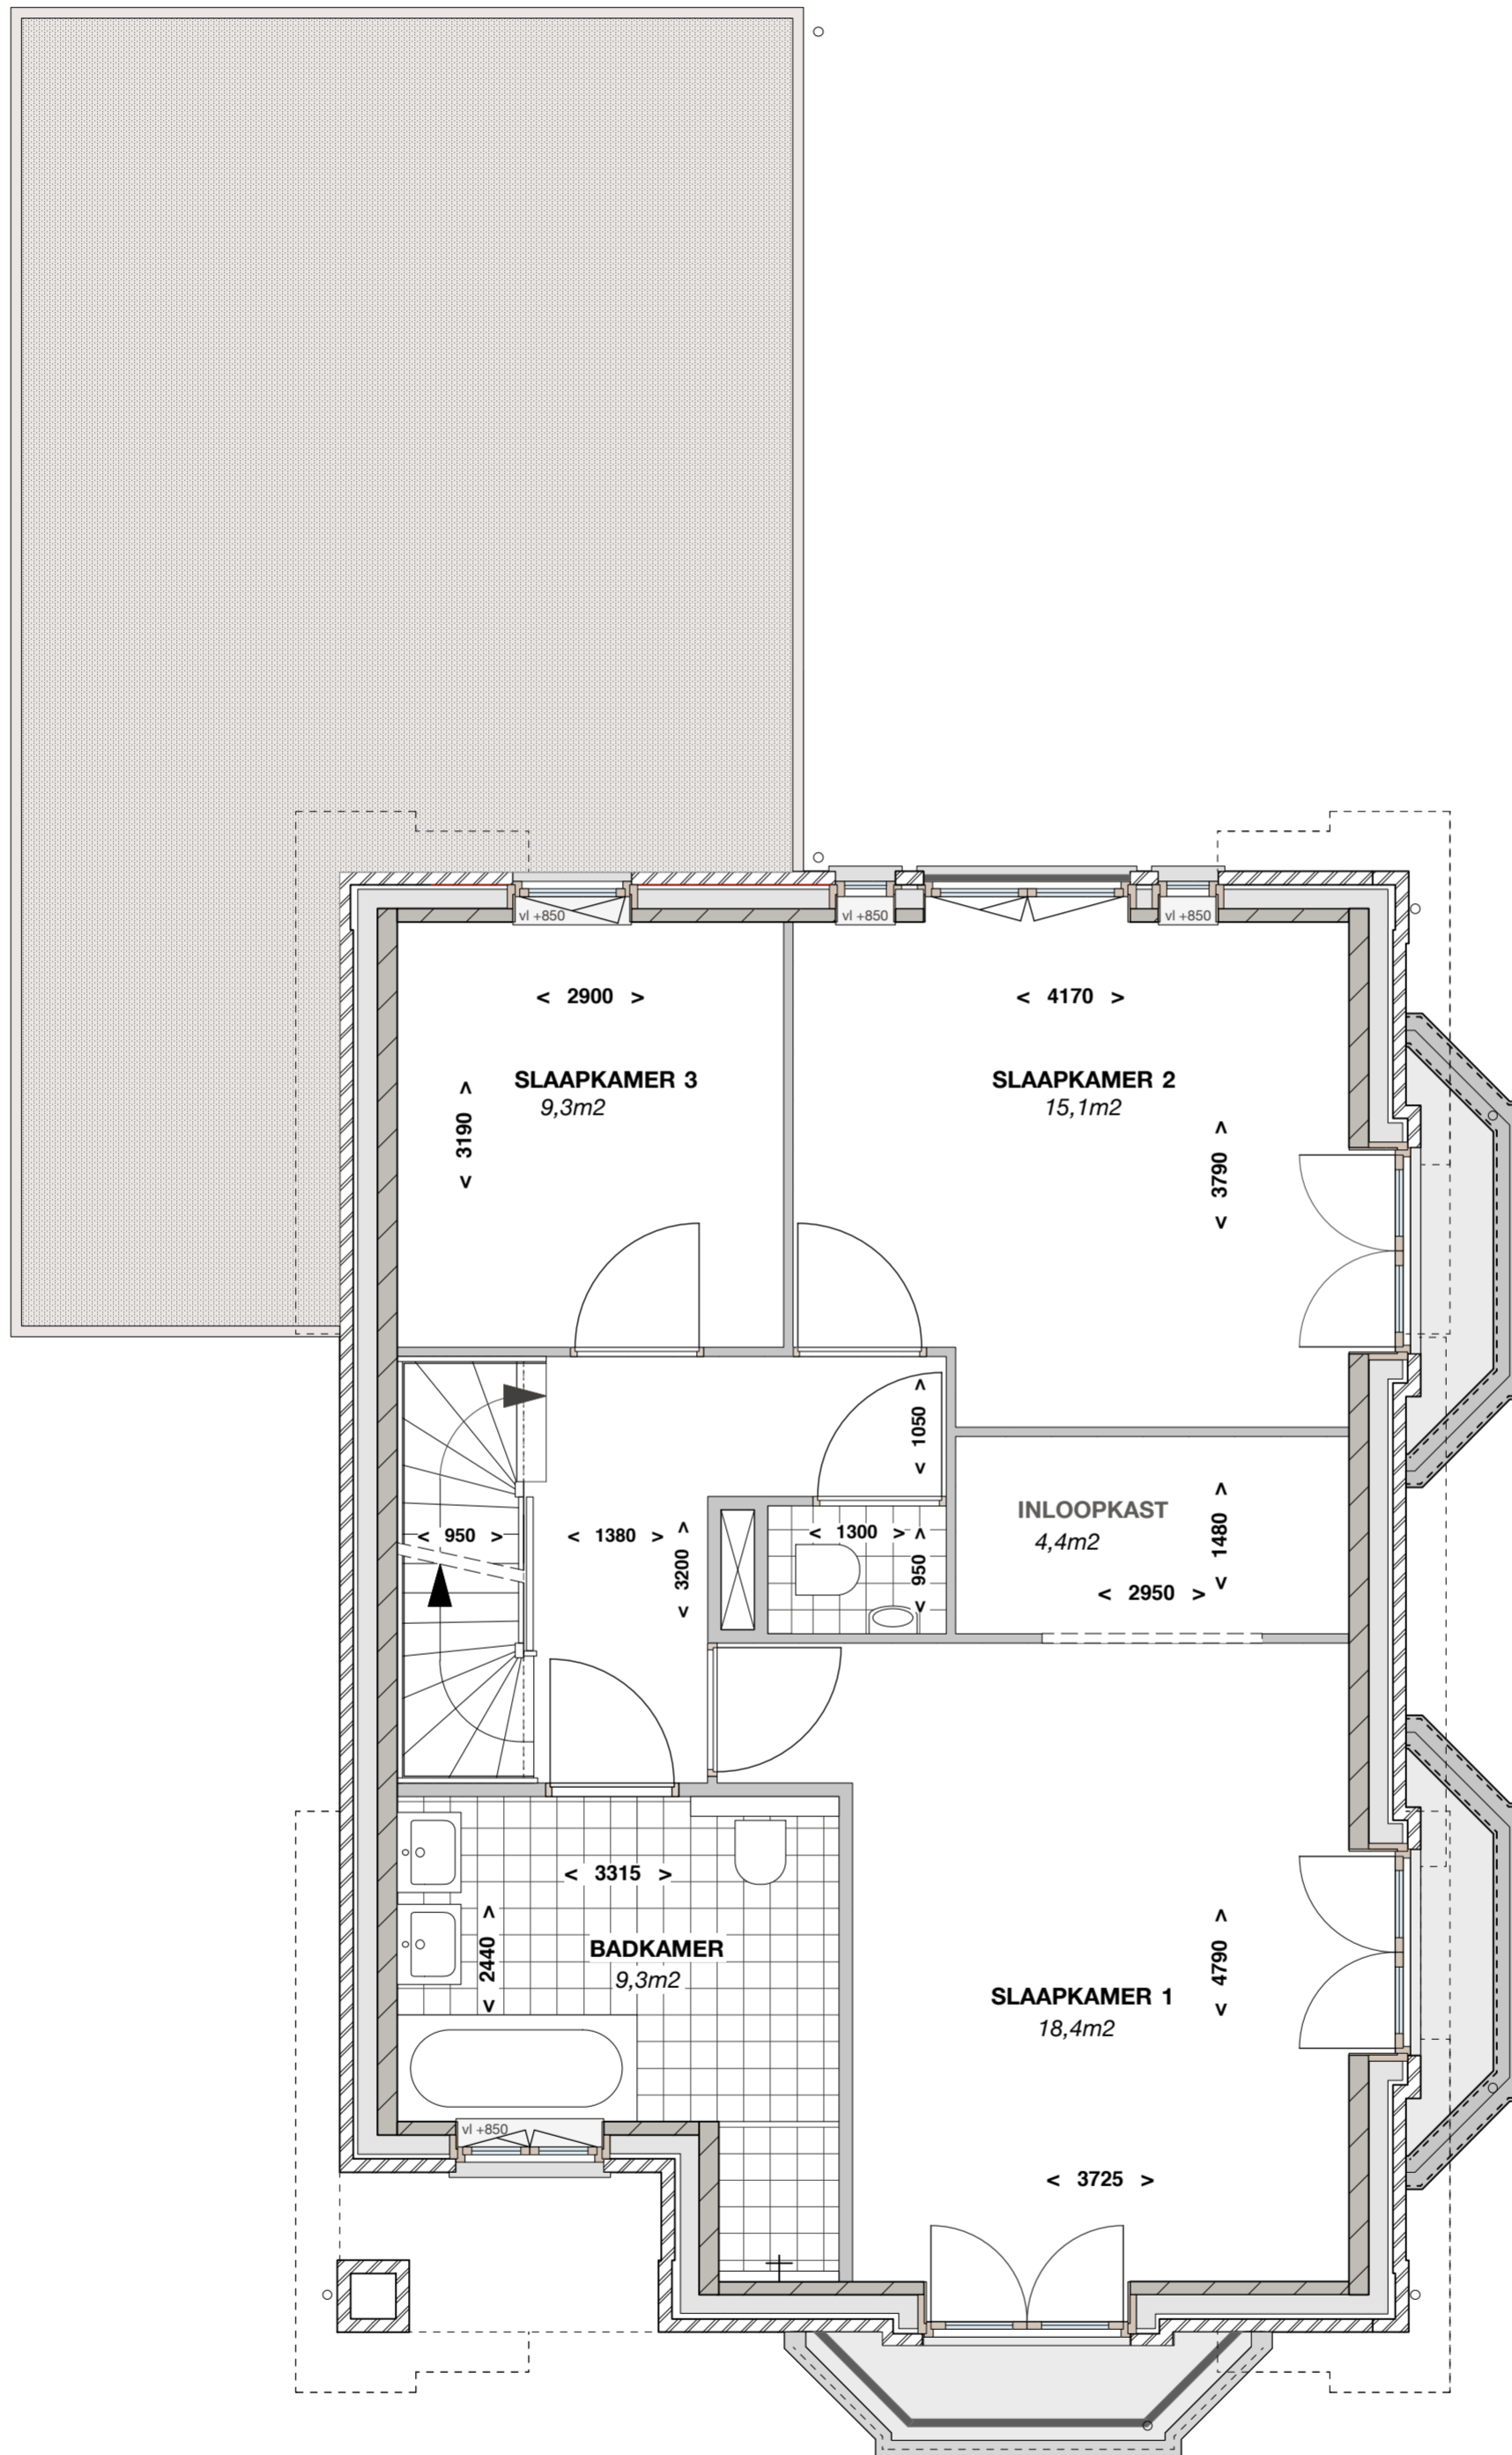 vl +850
vl +850
vl +850
< 2900 >
< 4170 >
SLAAPKAMER 3
9,3m2
SLAAPKAMER 2
15,1m2
< 3190 >
< 3790 >
< 1050 >
< 950 >
< 1380 >
< 3200 >
< 1300 >
< 950 >
INLOOPKAST
4,4m2
< 1480 >
< 2950 >
< 3315 >
< 2440 >
BADKAMER
9,3m2
< 4790 >
SLAAPKAMER 1
18,4m2
vl +850
< 3725 >